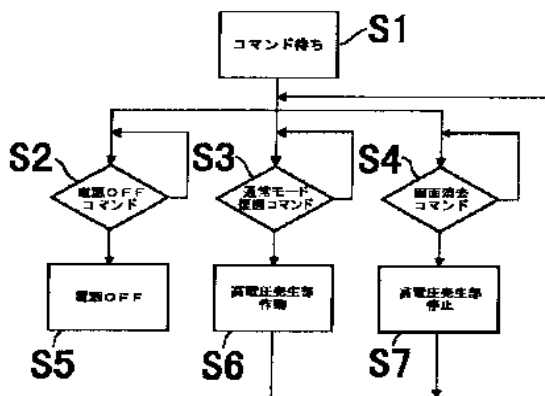 コマンド待ち
S1
S2
電源OFF
コマンド
S3
通常モード
復帰コマンド
S4
画面消去
コマンド
電源OFF
S5
高電圧発生部
作動
S6
高電圧発生部
停止
S7